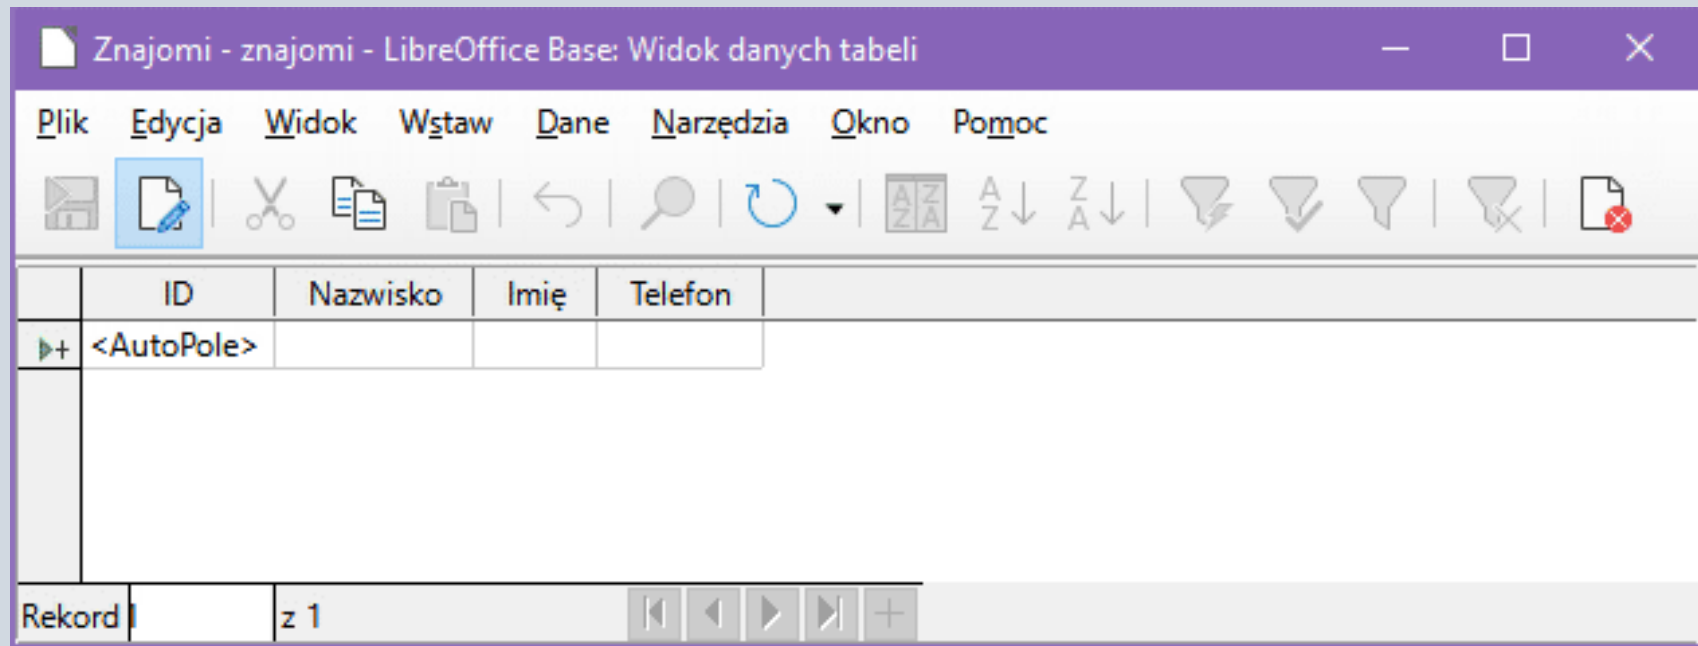 Znajomi - znajomi - LibreOffice Base: Widok danych tabeli
Plik Edycja Widok Wstaw Dane Narzędzia Okno Pomoc
ID Nazwisko Imię Telefon
<AutoPole>
Rekord 1 z 1